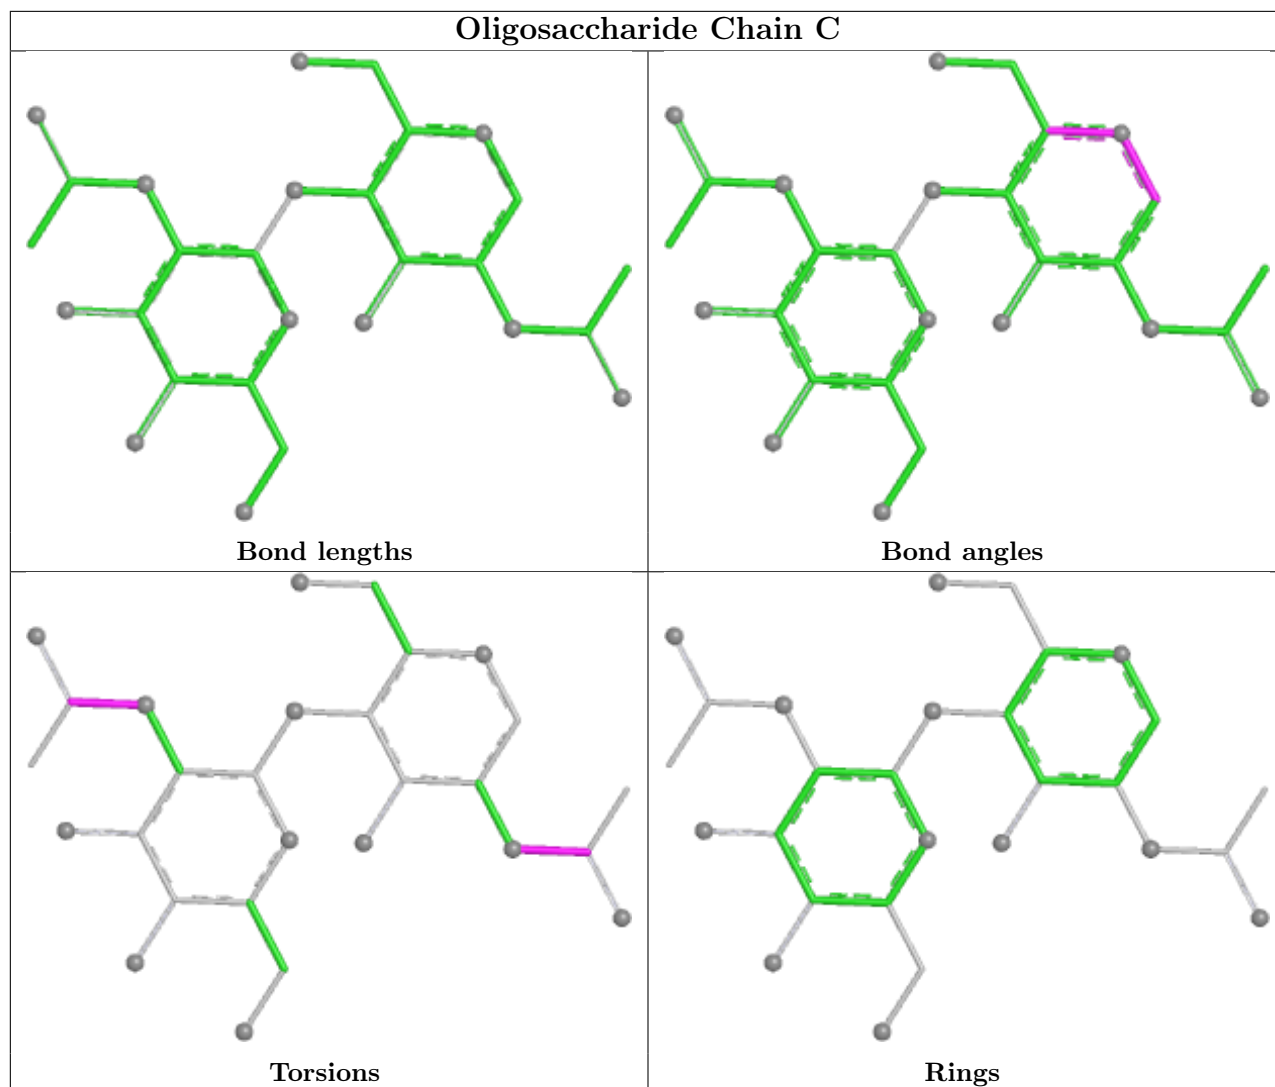 Oligosaccharide Chain C
Bond lengths
Bond angles
Torsions
Rings